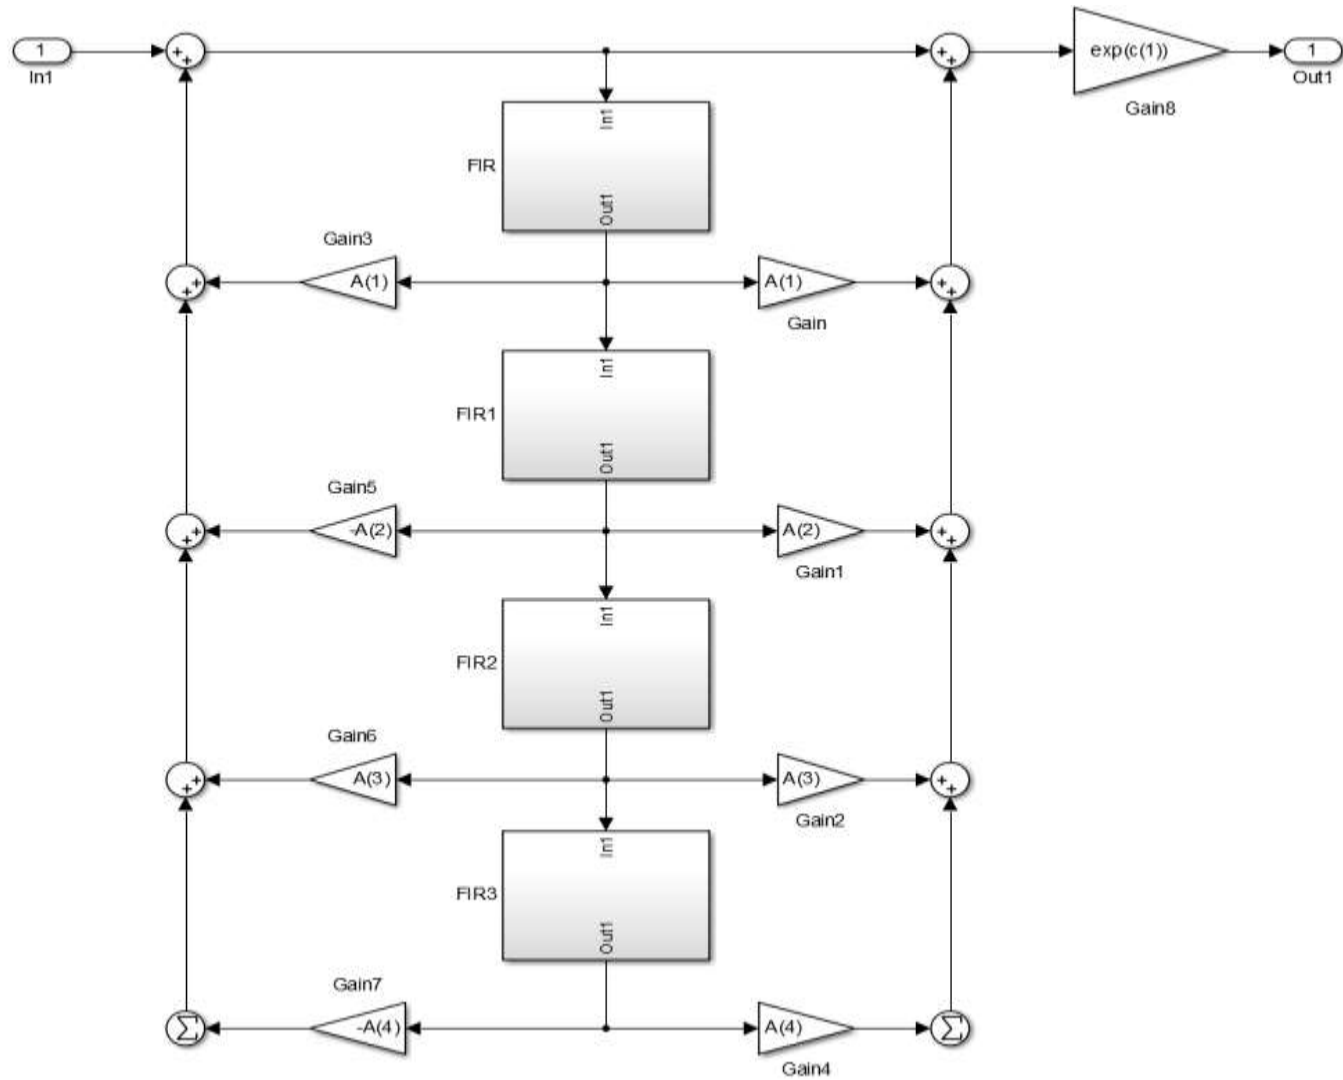 1
In1
++
++
exp(c(1))
Gain8
1
Out1
In1
FIR
Out1
Gain3
++
A(1)
A(1)
Gain
++
In1
FIR1
Out1
Gain5
++
-A(2)
A(2)
Gain1
++
In1
FIR2
Out1
Gain6
++
A(3)
A(3)
Gain2
++
In1
FIR3
Out1
Gain7
Σ
-A(4)
A(4)
Gain4
Σ